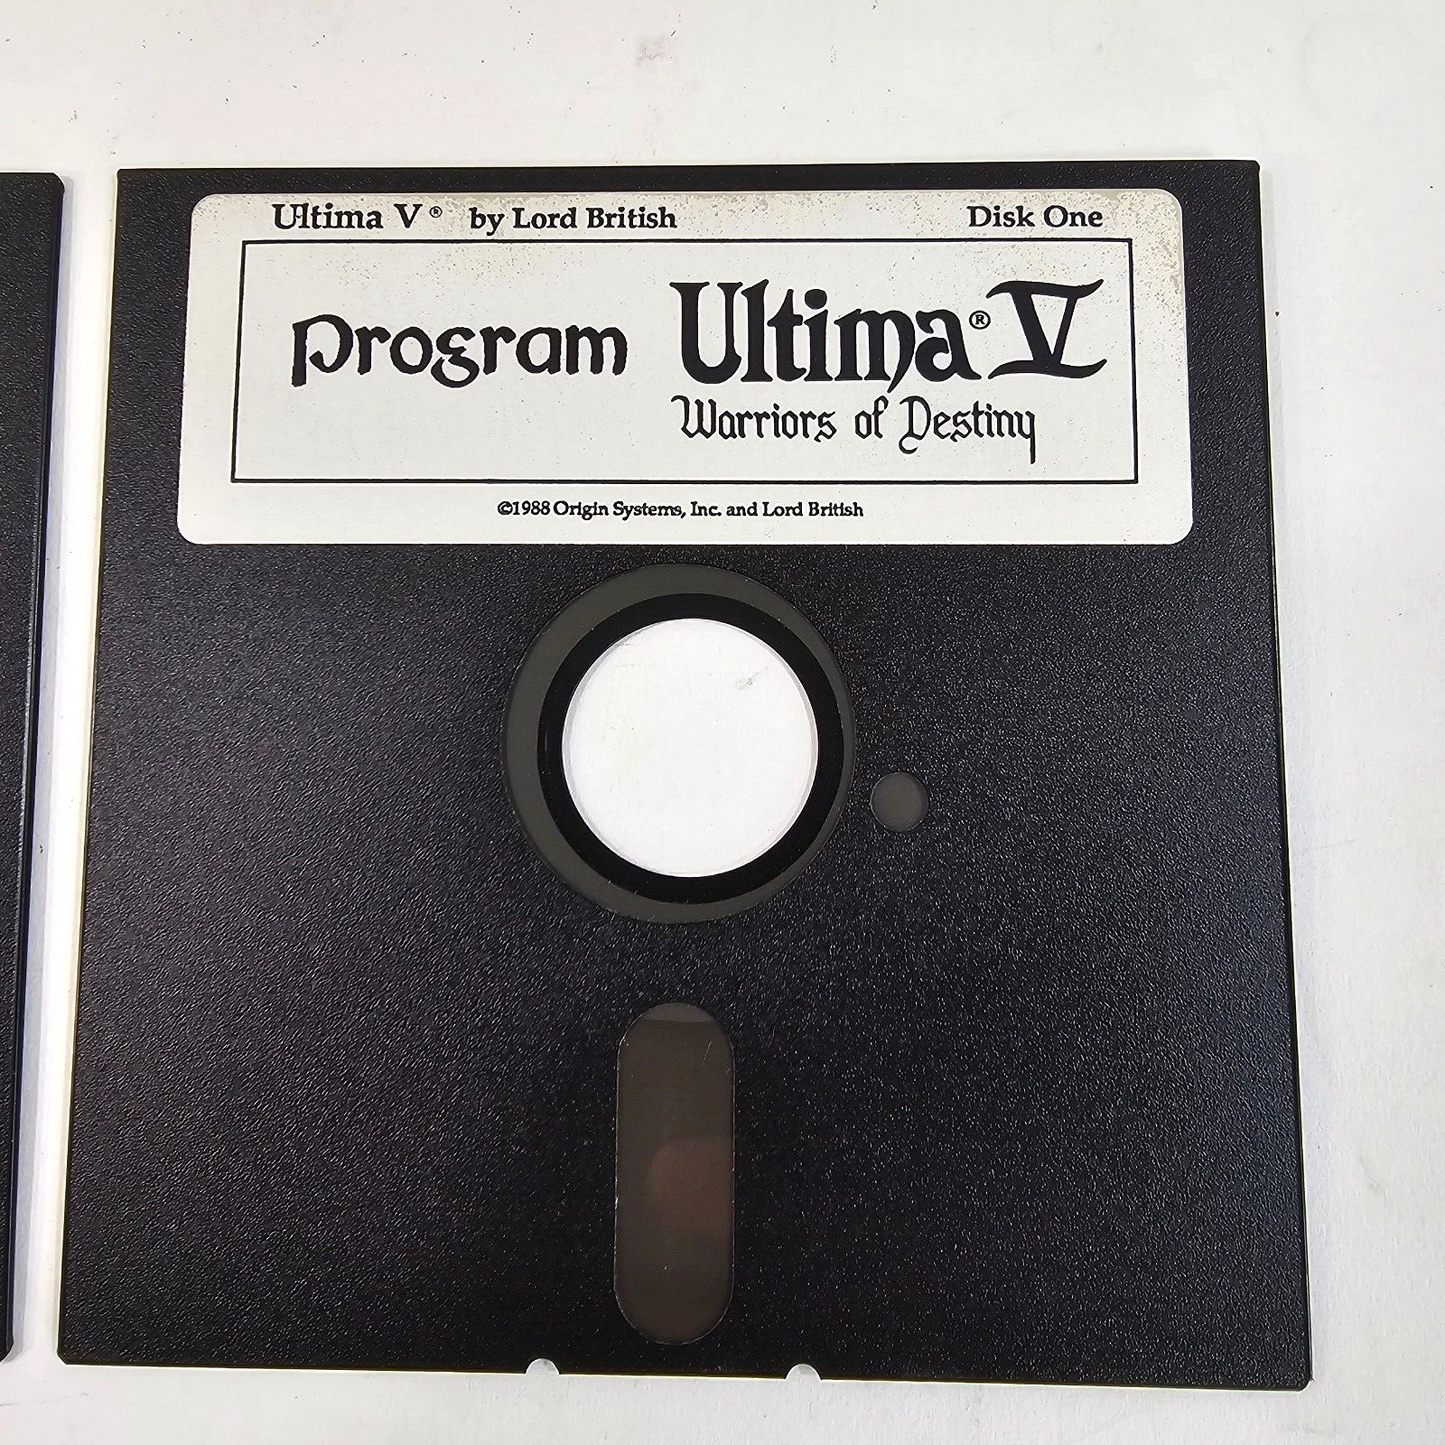 Ultima V® by Lord British Disk One
Program Ultima® V
Warriors of Destiny
©1988 Origin Systems, Inc. and Lord British